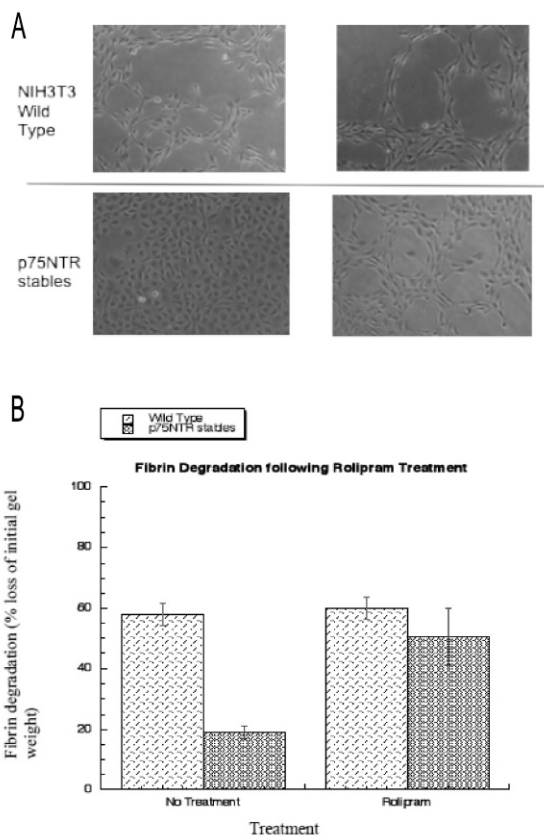 A
NIH3T3
Wild
Type
p75NTR
stables
B
Wild Type
p75NTR stables
Fibrin Degradation following Rolipram Treatment
Fibrin degradation (% loss of initial gel
weight)
100
80
60
40
20
0
No Treatment
Rolipram
Treatment